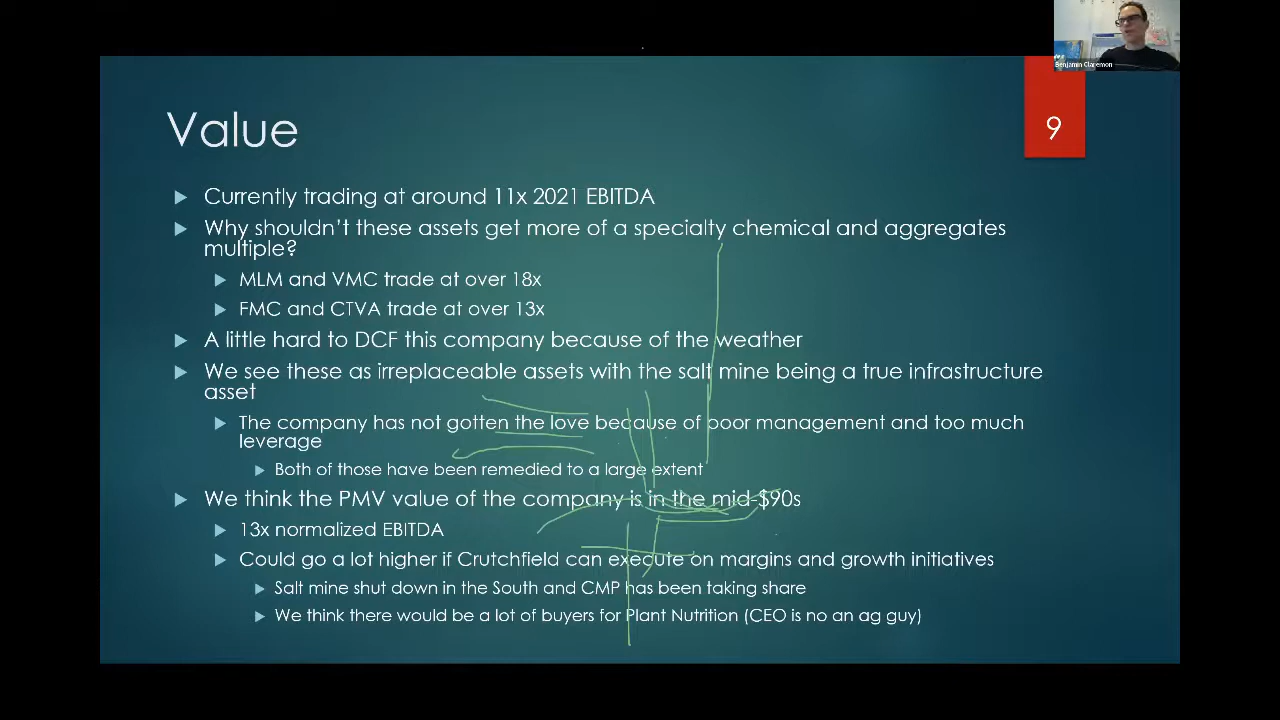 Benjamin Claremon
Value
9
Currently trading at around 11x 2021 EBITDA
Why shouldn't these assets get more of a specialty chemical and aggregates
multiple?
MLM and VMC trade at over 18x
FMC and CTVA trade at over 13x
A little hard to DCF this company because of the weather
We see these as irreplaceable assets with the salt mine being a true infrastructure
asset
The company has not gotten the love because of poor management and too much
leverage
Both of those have been remedied to a large extent
We think the PMV value of the company is in the mid-$90s
13x normalized EBITDA
Could go a lot higher if Crutchfield can execute on margins and growth initiatives
Salt mine shut down in the South and CMP has been taking share
We think there would be a lot of buyers for Plant Nutrition (CEO is no an ag guy)